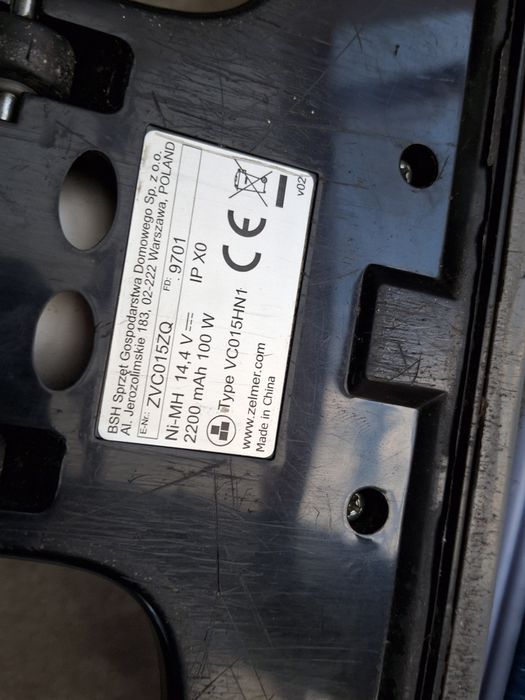 BSH Sprzęt Gospodarstwa Domowego Sp. z o.o.
Al. Jerozolimskie 183, 02-222 Warszawa, POLAND
E-Nr.: ZVC015ZQ FD: 9701
Ni-MH 14,4 V IP X0
2200 mAh 100 W
Type VC015HN1
www.zelmer.com
Made in China
CE
v02